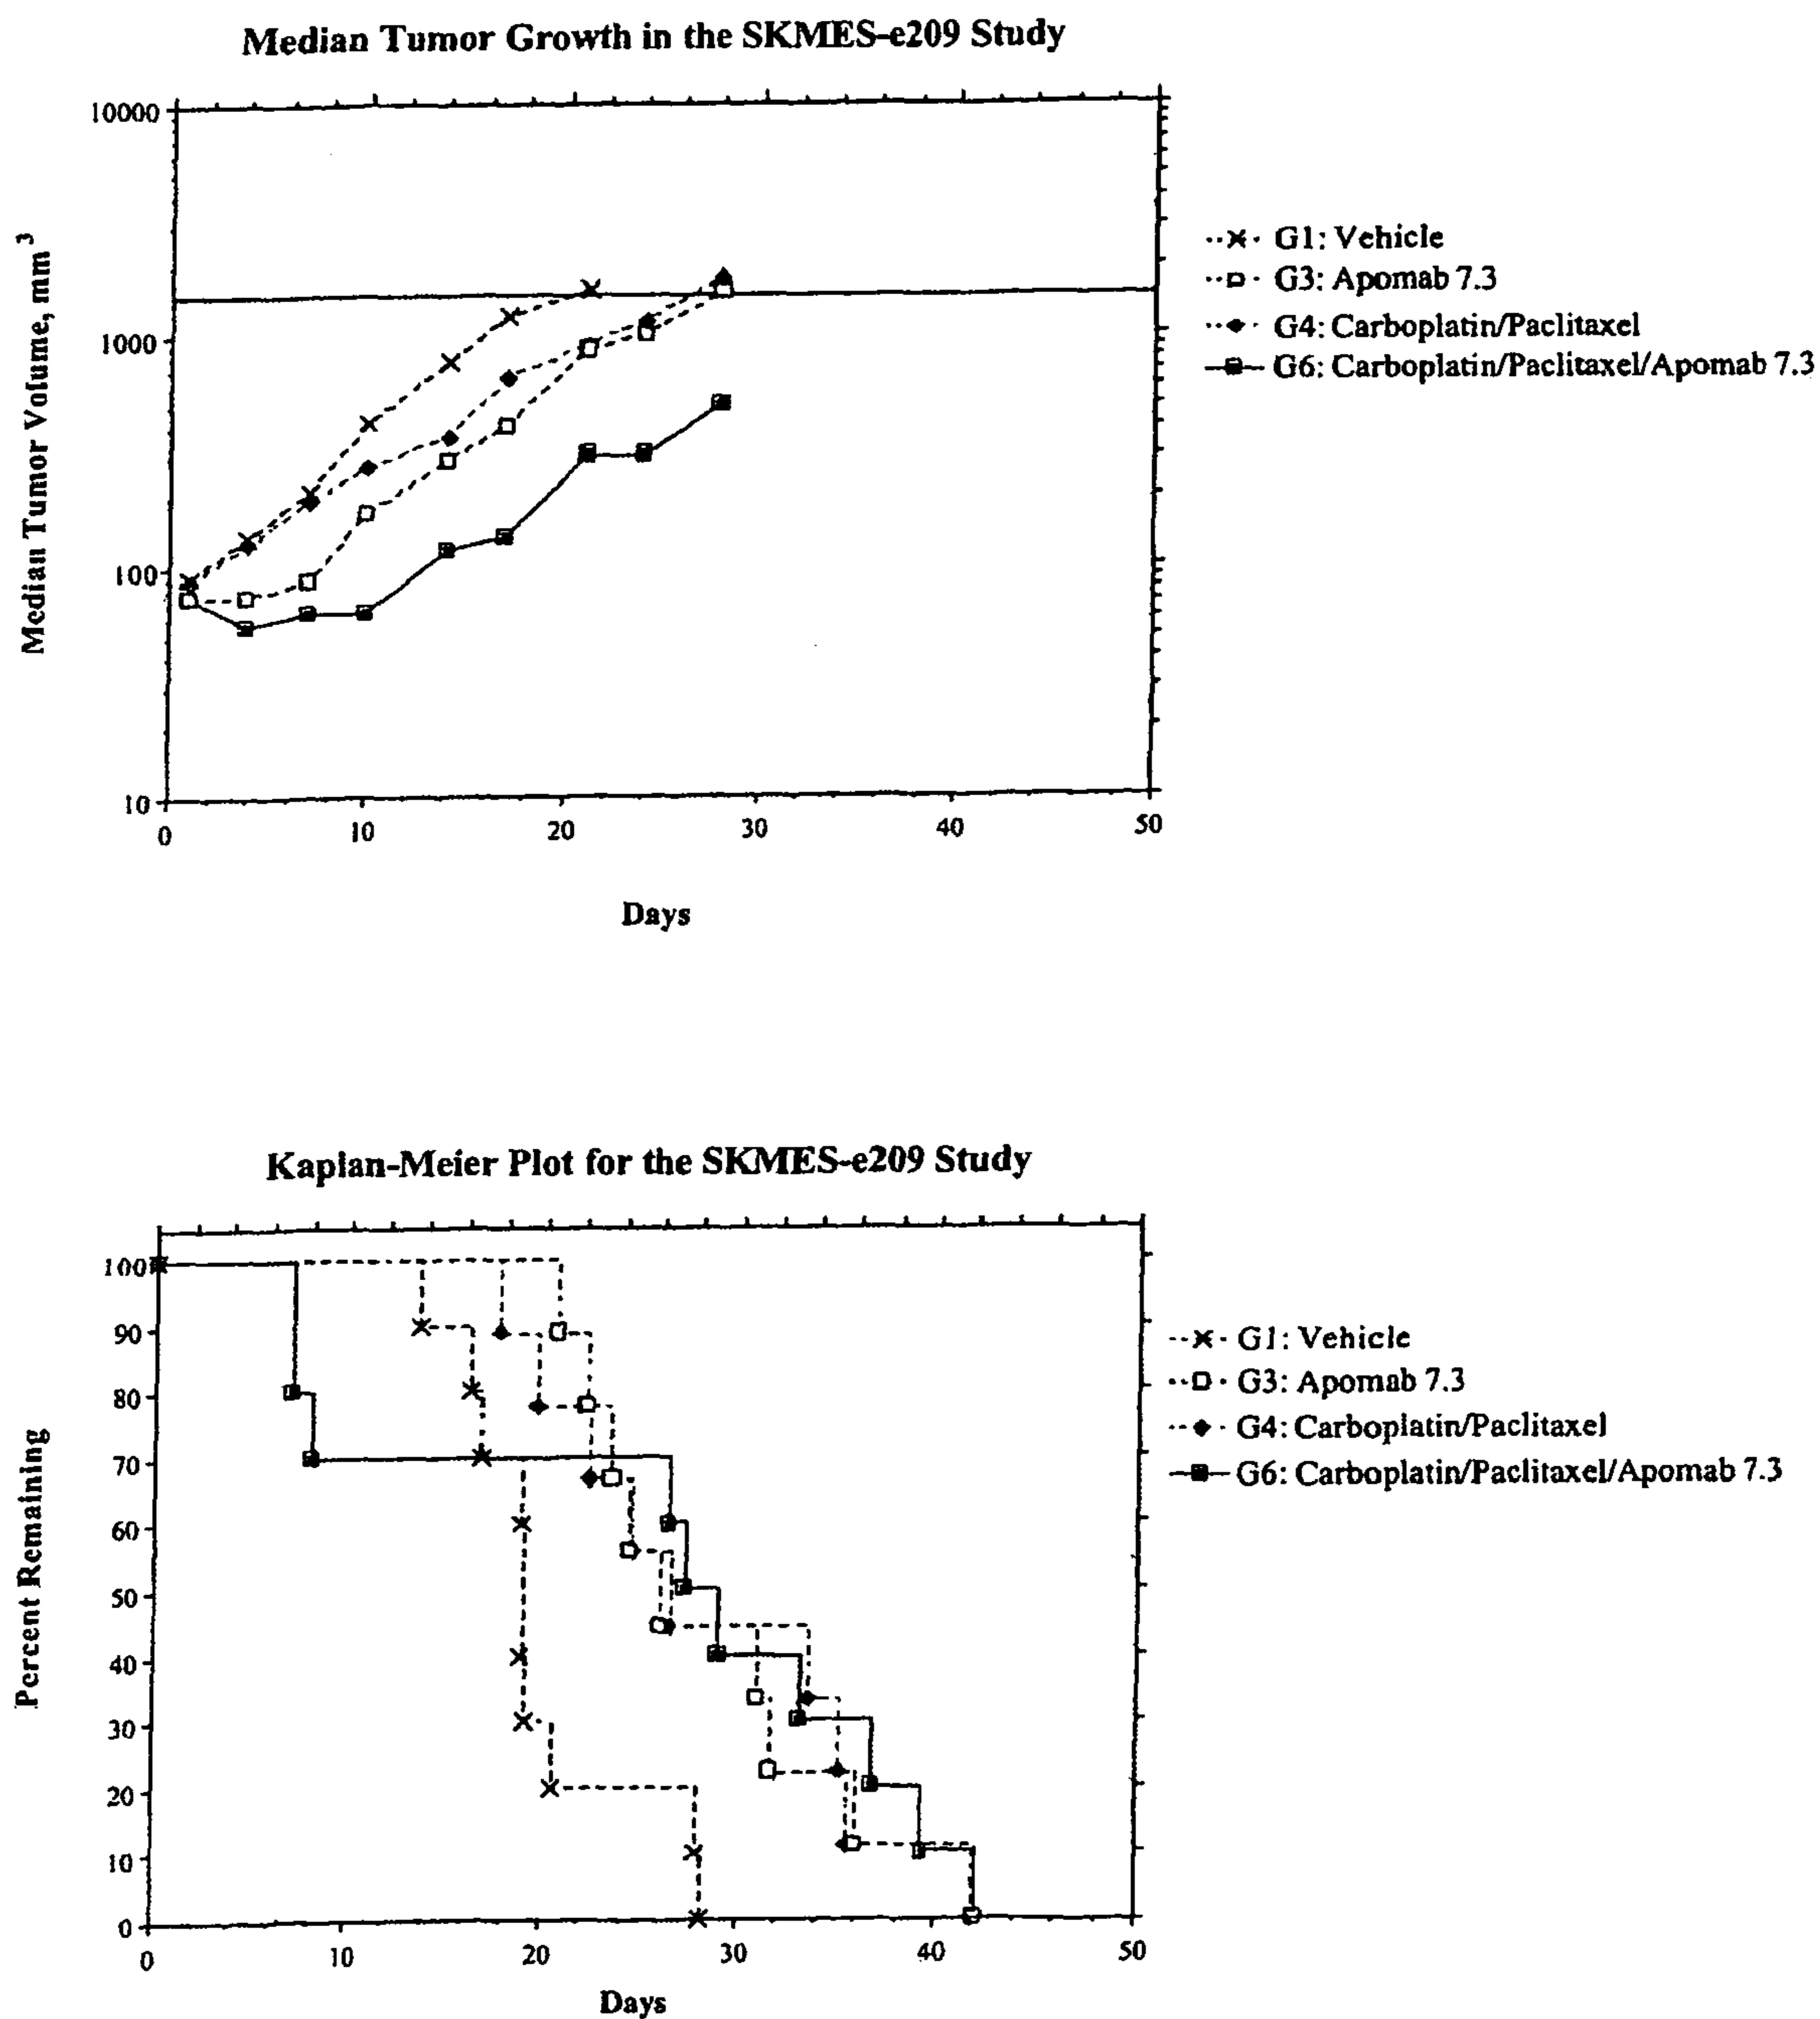 Median Tumor Growth in the SKMES-e209 Study
Median Tumor Volume, mm³
10000
1000
100
10
0
10
20
30
40
50
Days
G1: Vehicle
G3: Apomab 7.3
G4: Carboplatin/Paclitaxel
G6: Carboplatin/Paclitaxel/Apomab 7.3
Kaplan-Meier Plot for the SKMES-e209 Study
Percent Remaining
100
90
80
70
60
50
40
30
20
10
0
0
10
20
30
40
50
Days
G1: Vehicle
G3: Apomab 7.3
G4: Carboplatin/Paclitaxel
G6: Carboplatin/Paclitaxel/Apomab 7.3